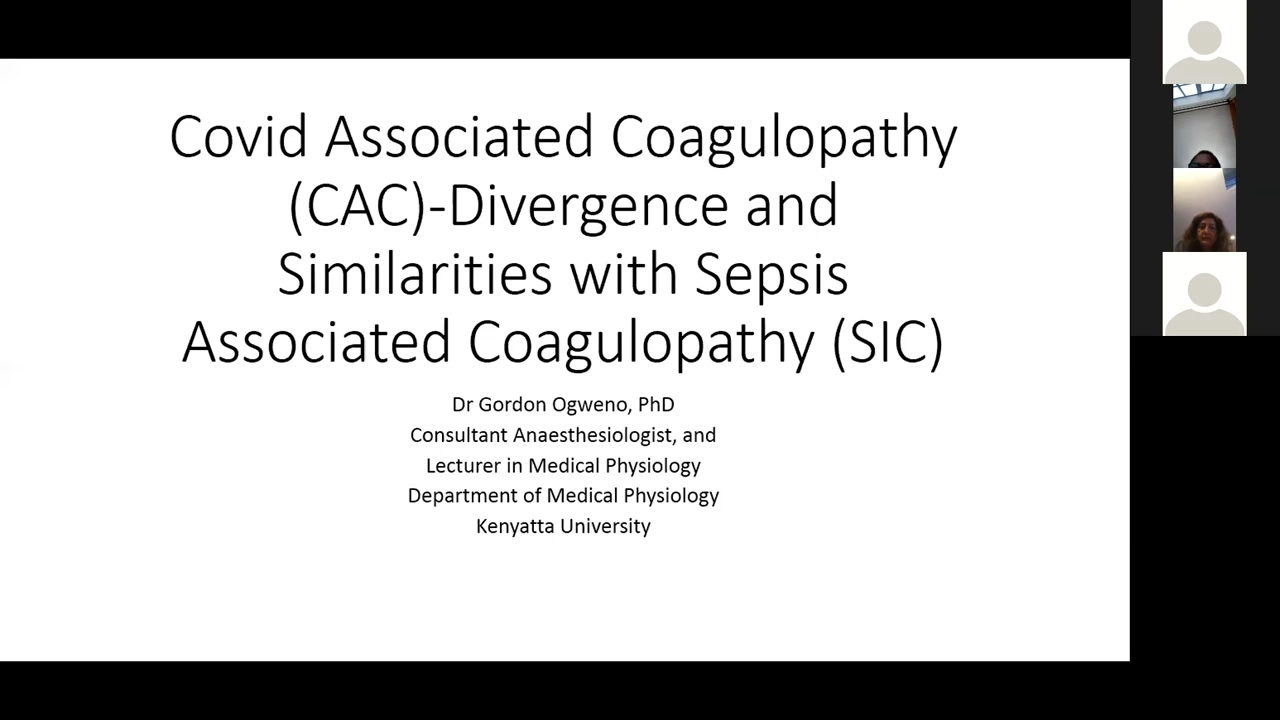 Covid Associated Coagulopathy
(CAC)-Divergence and
Similarities with Sepsis
Associated Coagulopathy (SIC)
Dr Gordon Ogweno, PhD
Consultant Anaesthesiologist, and
Lecturer in Medical Physiology
Department of Medical Physiology
Kenyatta University